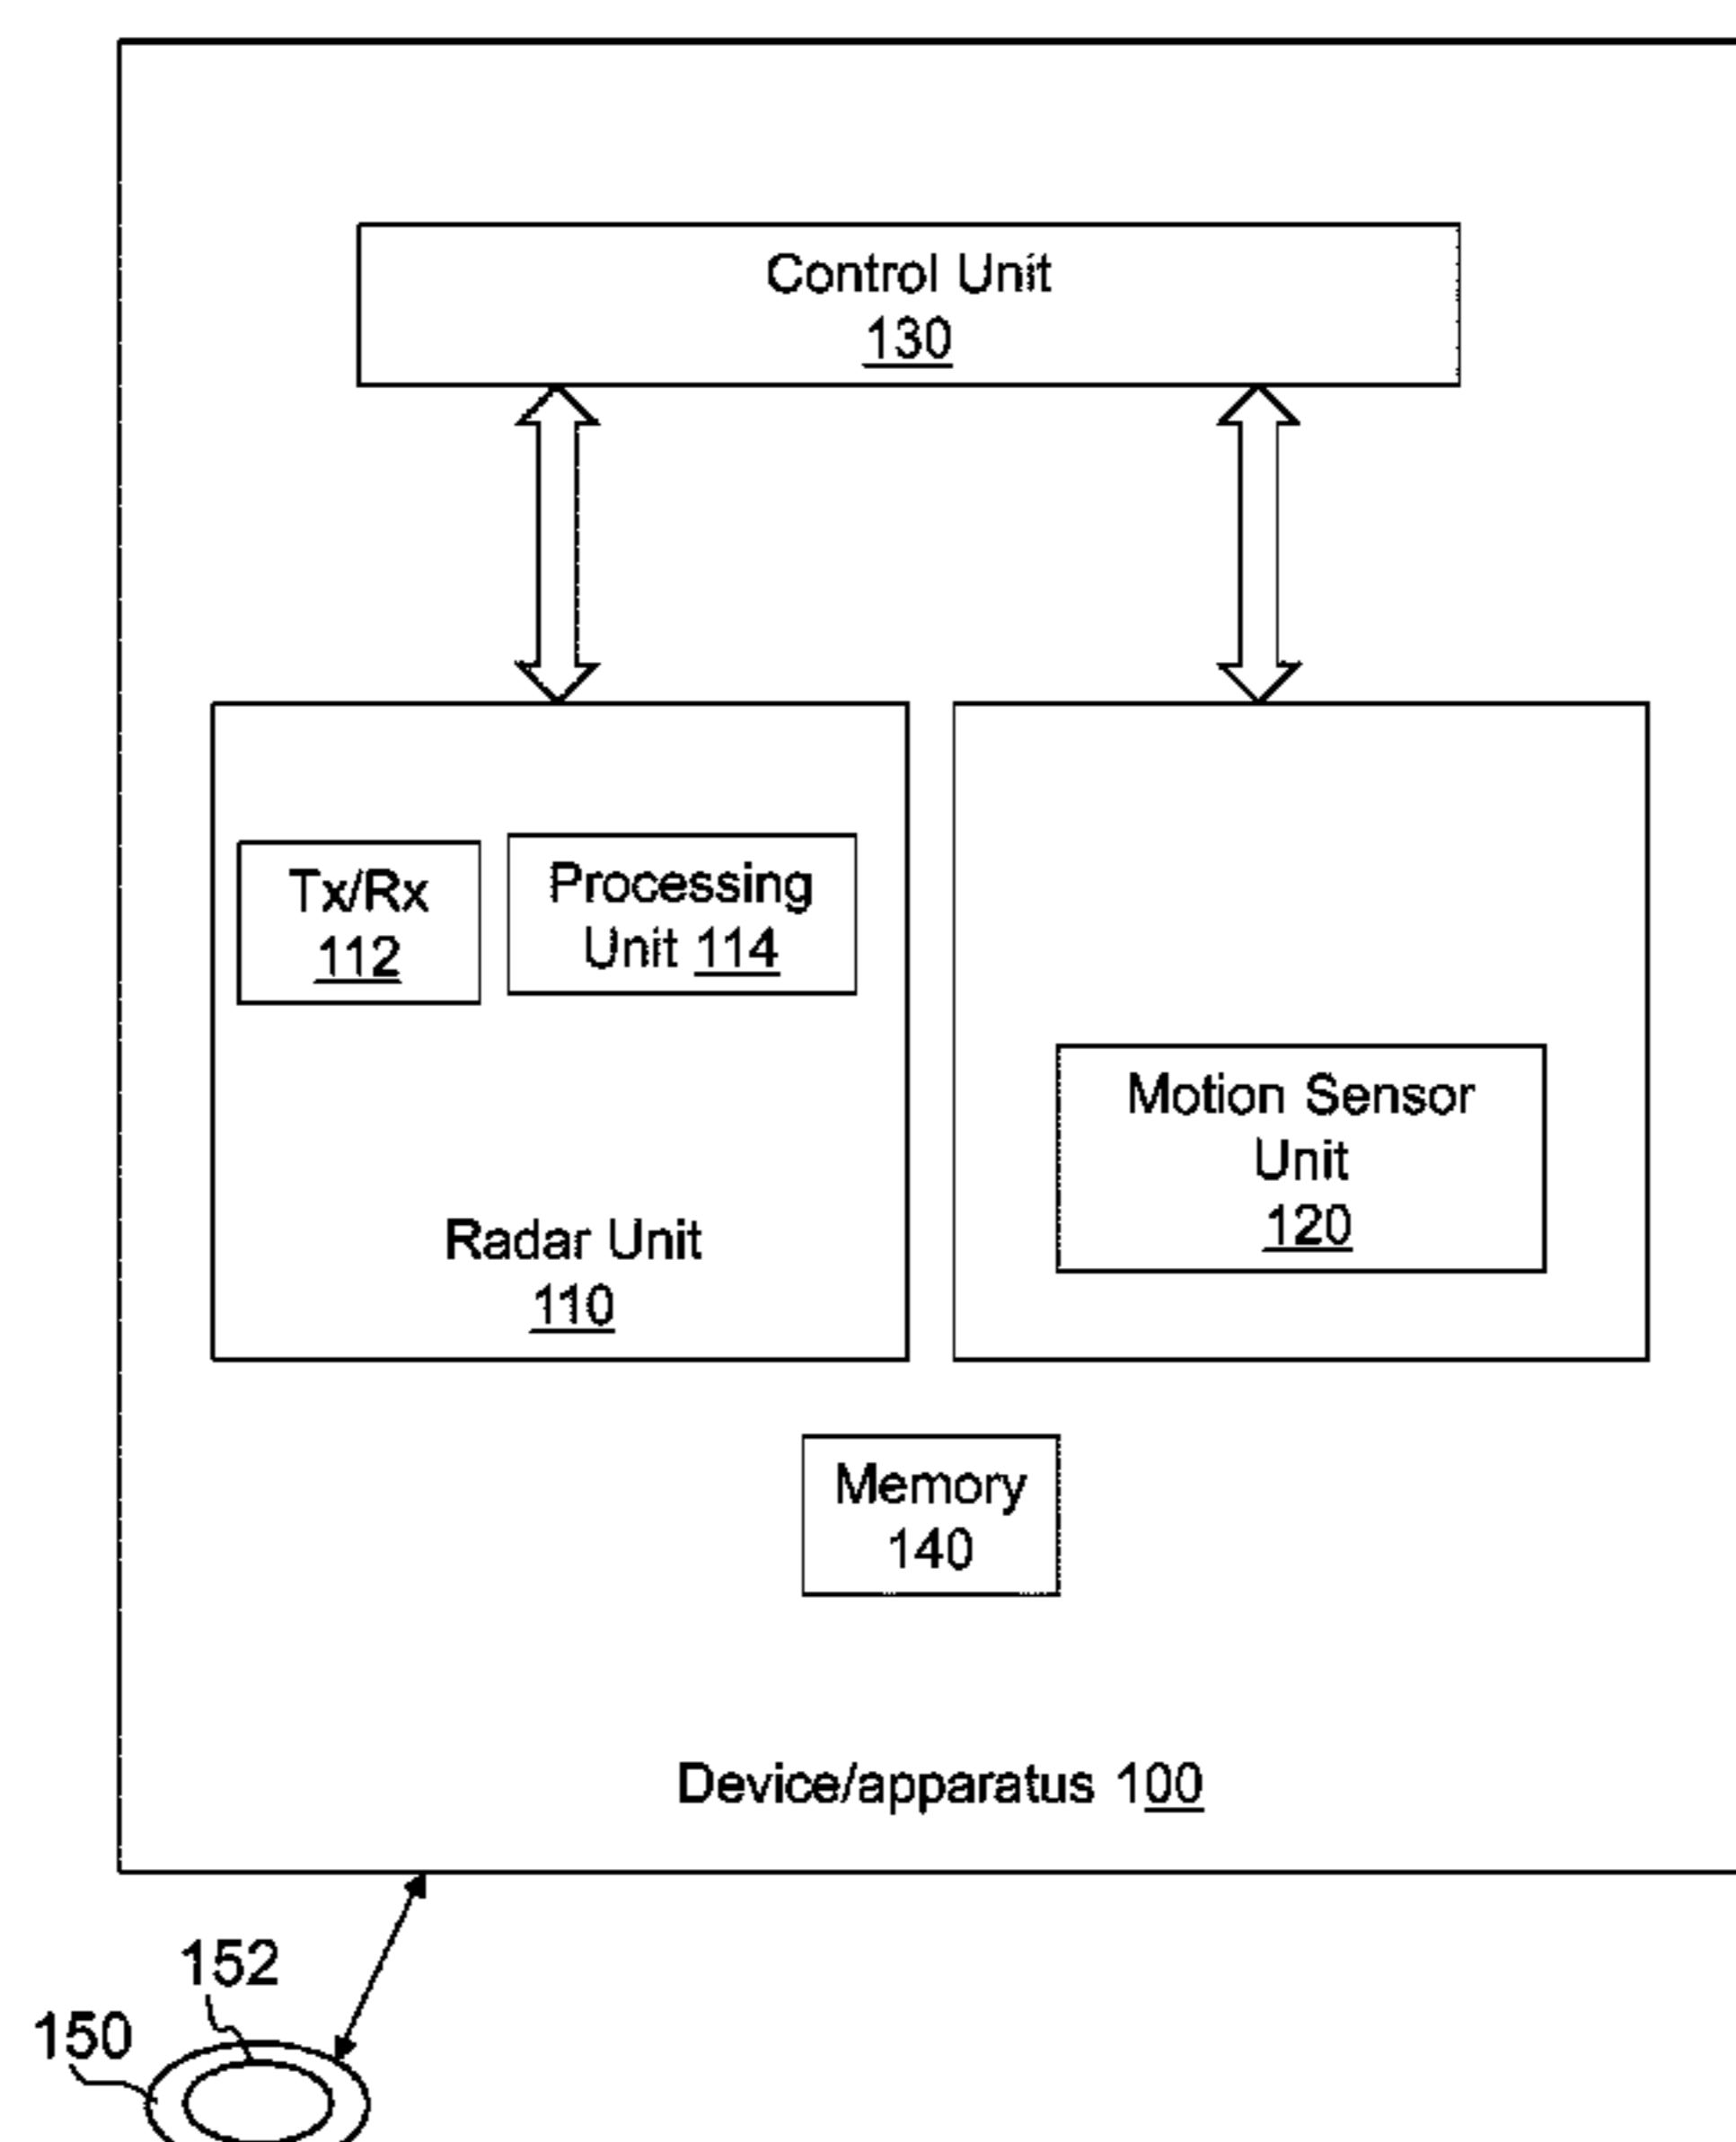 Control Unit
130
Tx/Rx
112
Processing
Unit 114
Motion Sensor
Unit
120
Radar Unit
110
Memory
140
Device/apparatus 100
152
150